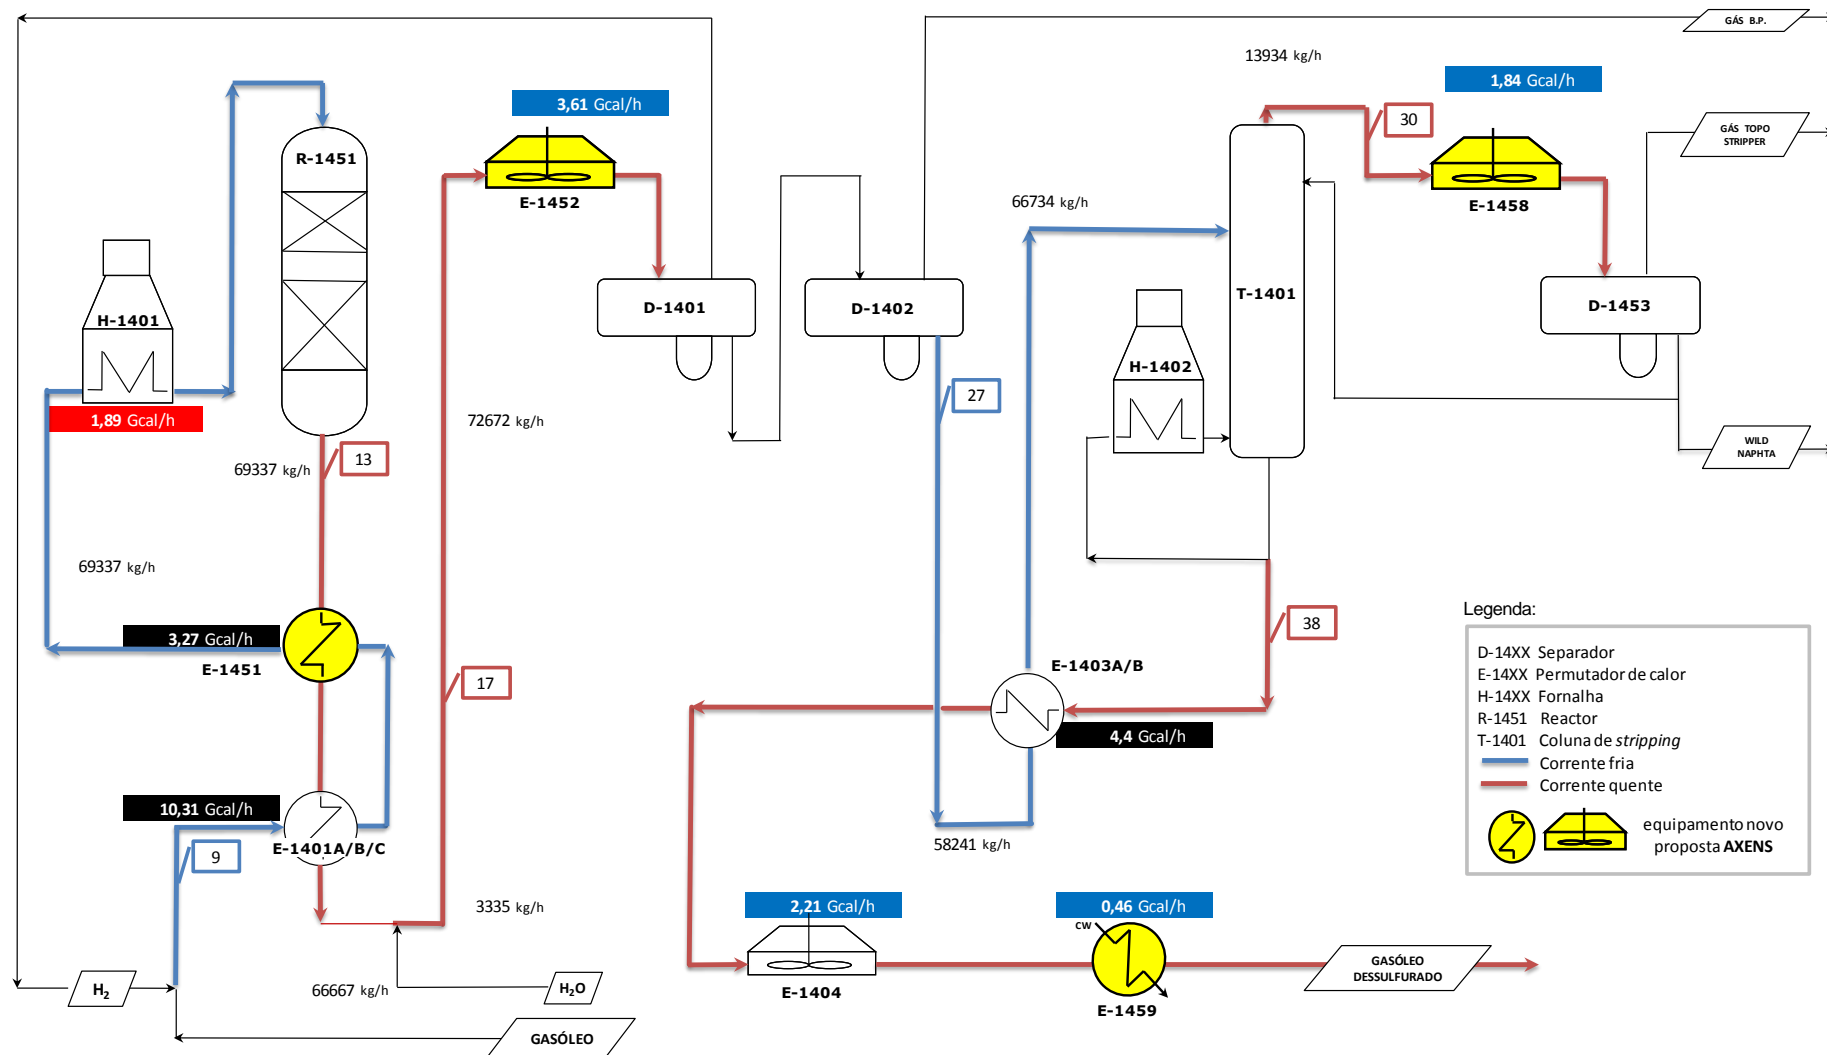 GÁS B.P.
13934 kg/h
1,84 Gcal/h
3,61 Gcal/h
30
GÁS TOPO
STRIPPER
R-1451
E-1452
E-1458
66734 kg/h
H-1401
D-1401
D-1402
T-1401
D-1453
H-1402
27
1,89 Gcal/h
72672 kg/h
13
69337 kg/h
WILD
NAPHTA
69337 kg/h
3,27 Gcal/h
E-1451
17
E-1403A/B
38
4,4 Gcal/h
Legenda:
D-14XX Separador
E-14XX Permutador de calor
H-14XX Fornalha
R-1451 Reactor
T-1401 Coluna de stripping
Corrente fria
Corrente quente
equipamento novo
proposta AXENS
10,31 Gcal/h
E-1401A/B/C
9
58241 kg/h
3335 kg/h
2,21 Gcal/h
0,46 Gcal/h
CW
E-1404
E-1459
GASÓLEO
DESSULFURADO
H2
66667 kg/h
H2O
GASÓLEO